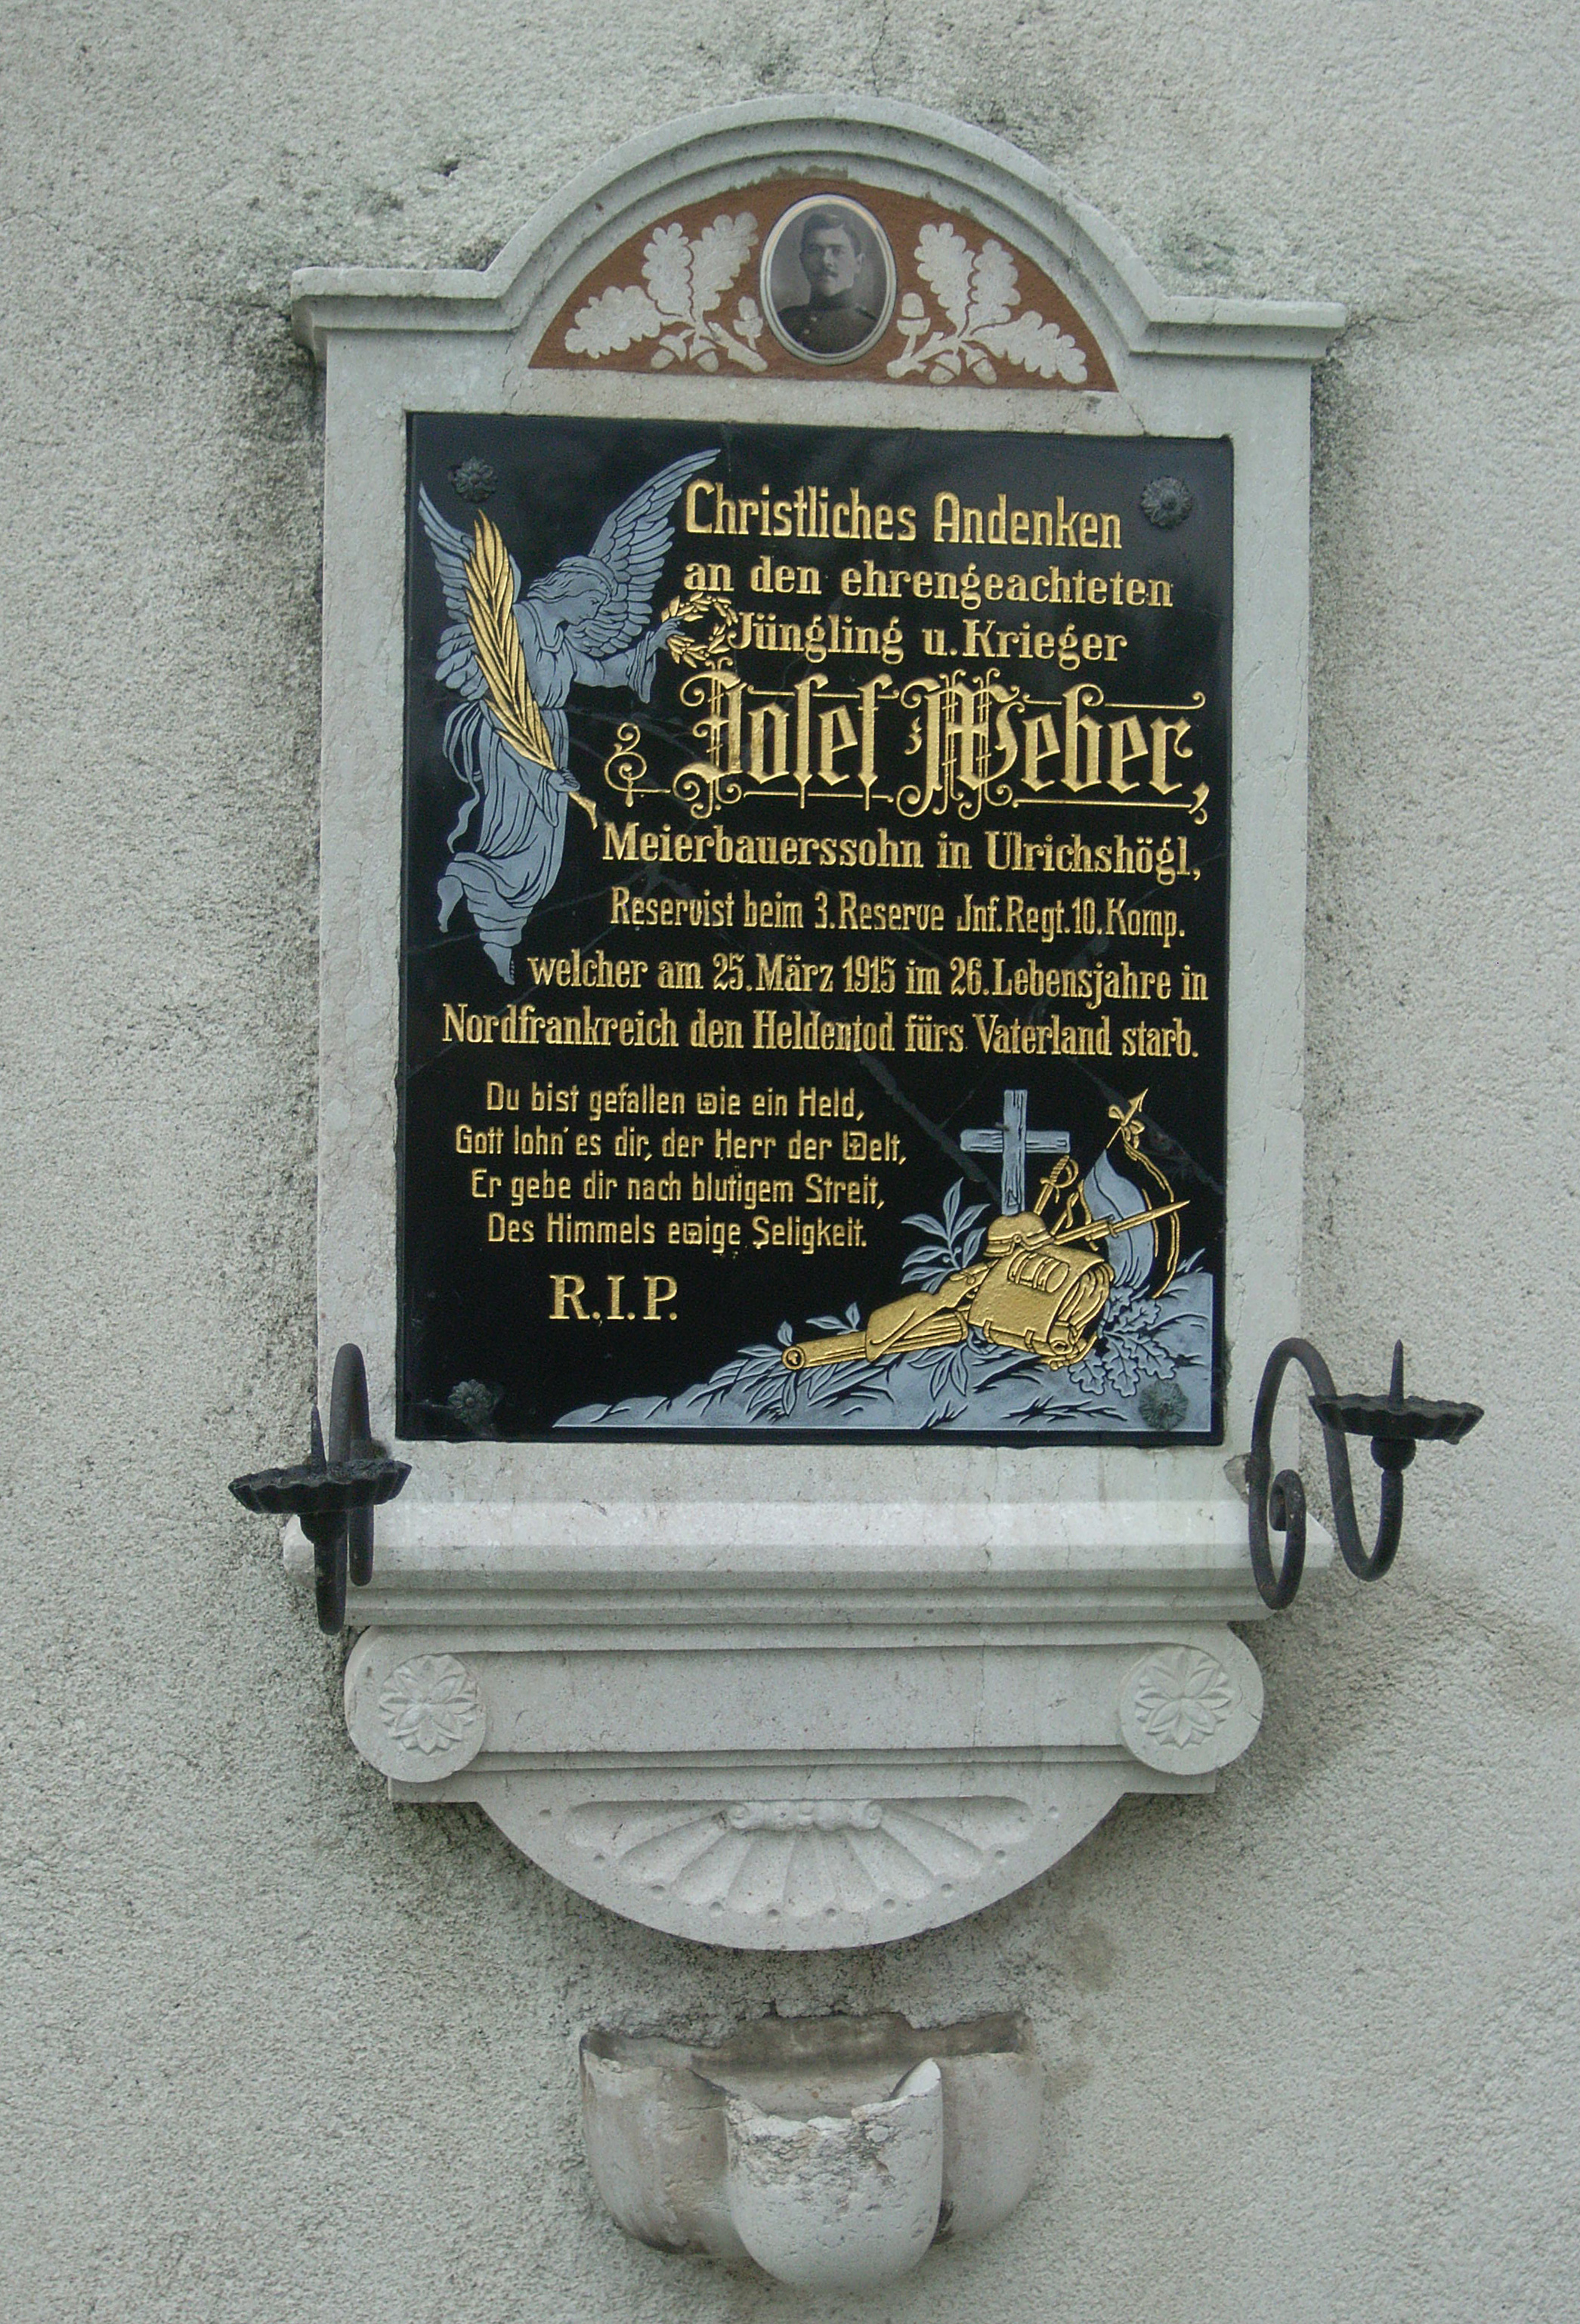 Christliches Andenken
an den ehrengeachteten
Jüngling u. Krieger
Josef Weber,
Meierbauerssohn in Ulrichshögl,
Reservist beim 3. Reserve Jnf. Regt. 10. Komp.
welcher am 25. März 1915 im 26. Lebensjahre in
Nordfrankreich den Heldentod fürs Vaterland starb.
Du bist gefallen wie ein Held,
Gott lohn' es dir, der Herr der Welt,
Er gebe dir nach blutigem Streit,
Des Himmels ewige Seligkeit.
R.I.P.